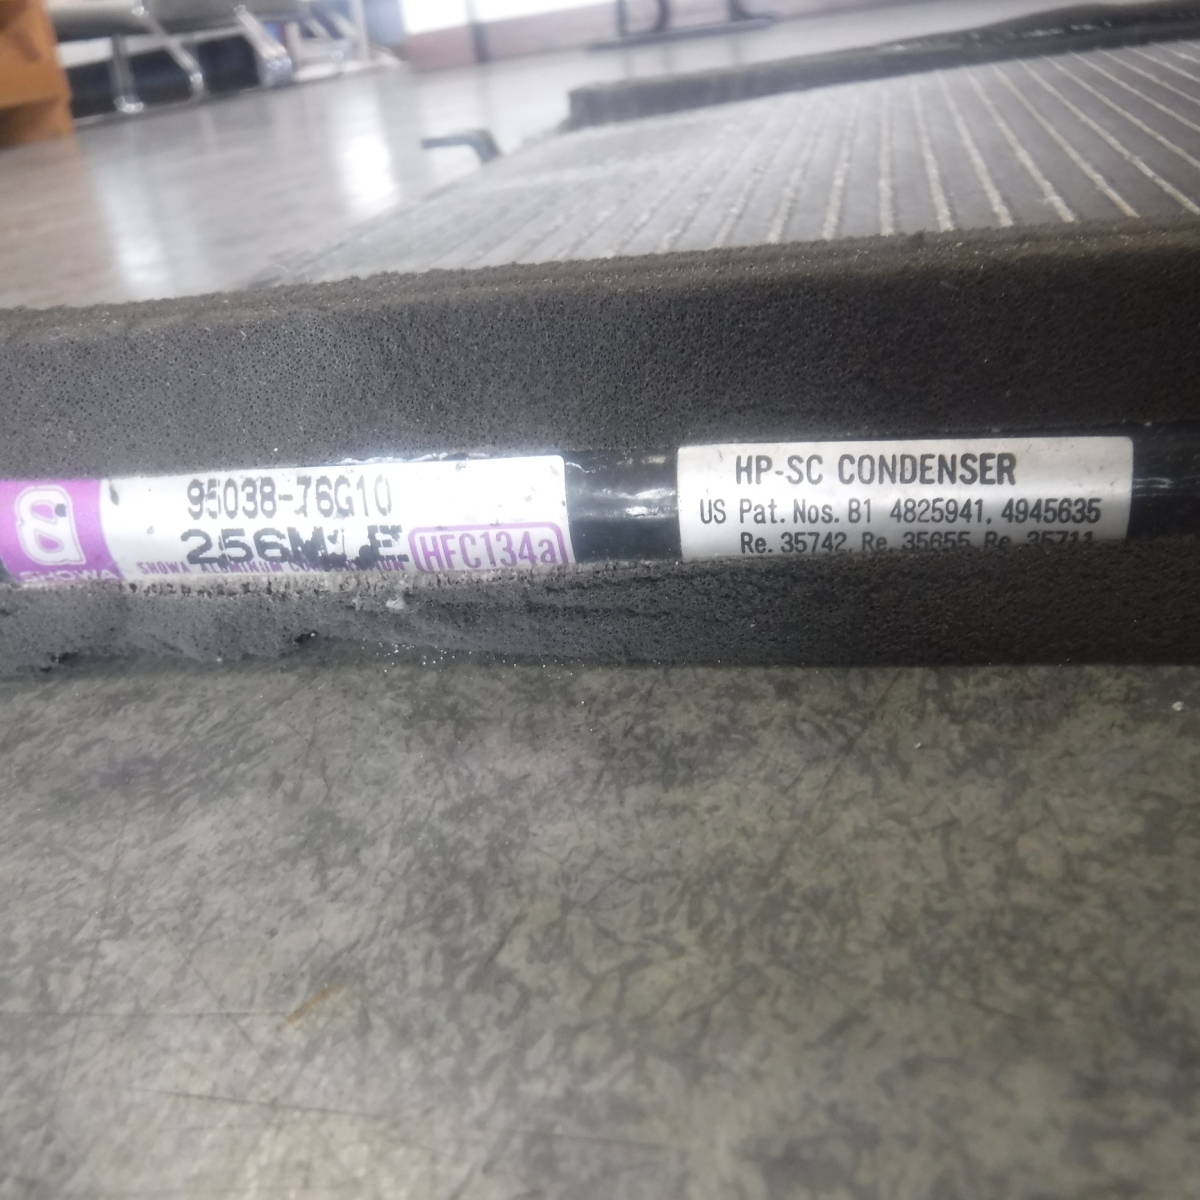 95038-76G10
HFC134a
SHOWA
HP-SC CONDENSER
US Pat. Nos. B1 4825941, 4945635
Re. 35742, Re. 35655, Re. 35711